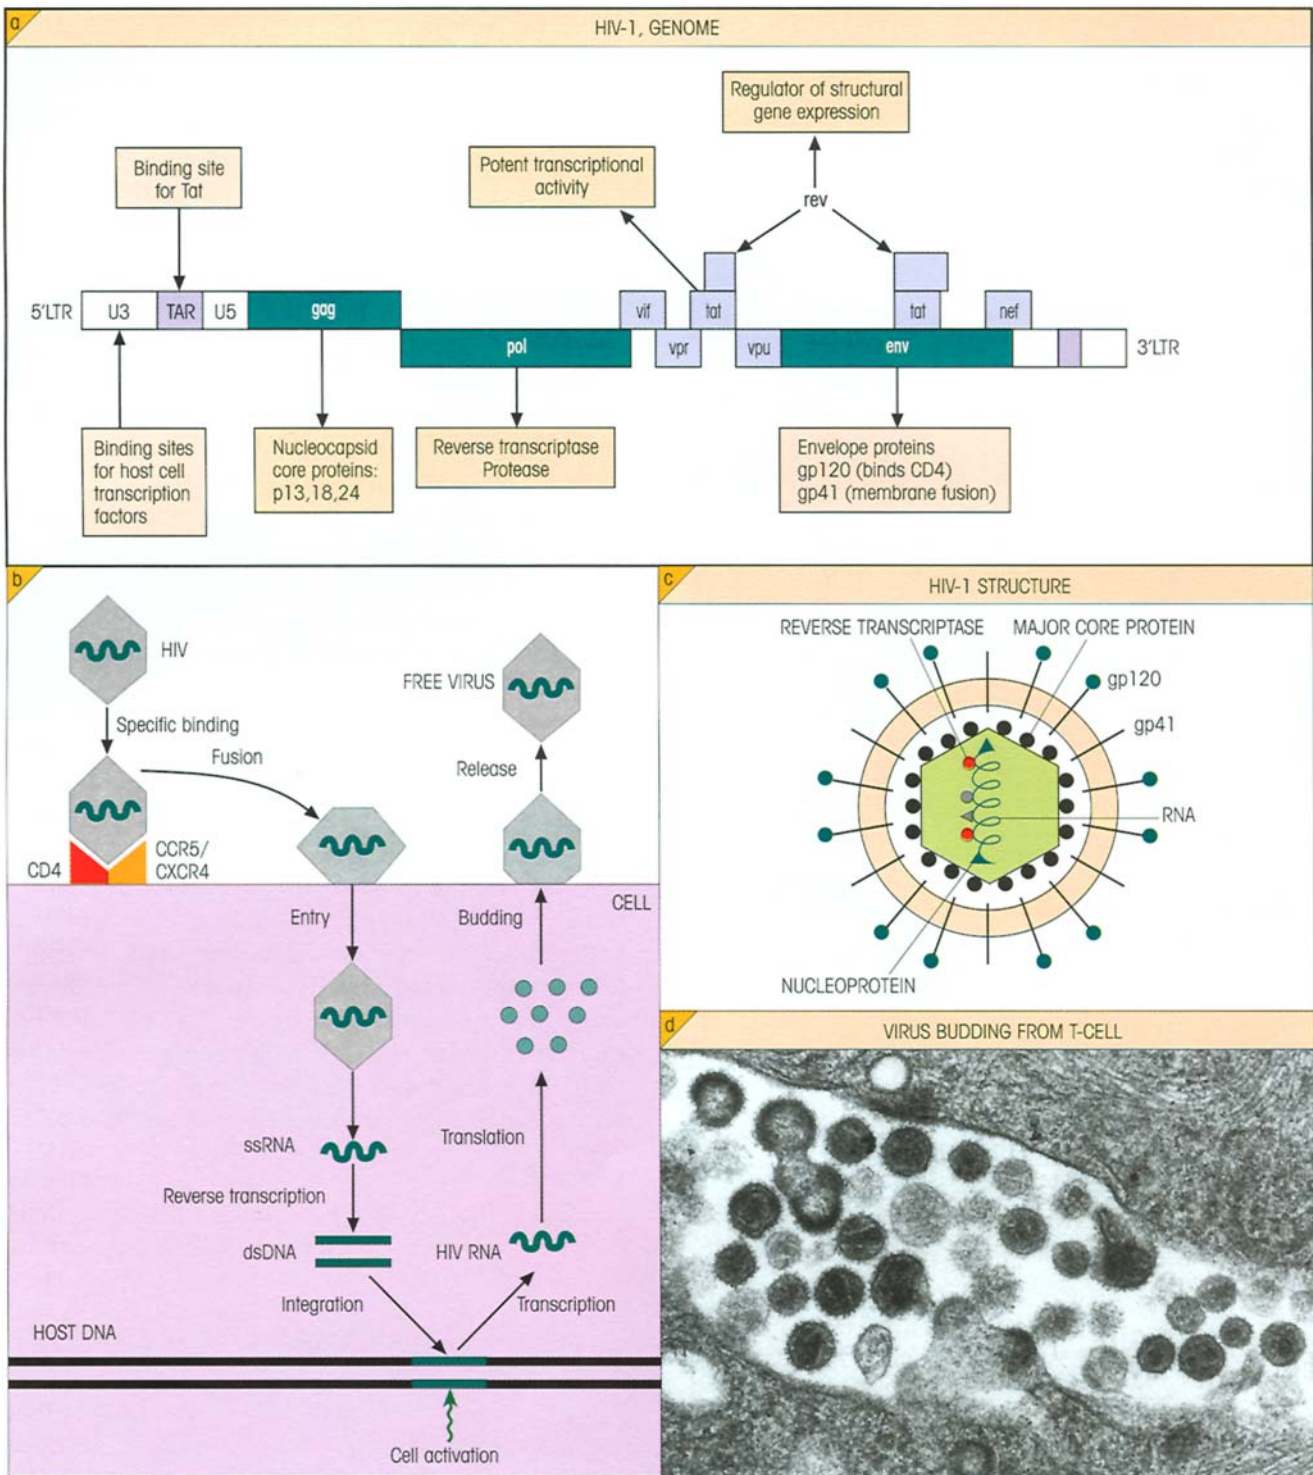 a
HIV-1, GENOME
Regulator of structural
gene expression
Binding site
for Tat
Potent transcriptional
activity
rev
5'LTR
U3
TAR
U5
gag
vif
tat
tat
nef
pol
vpr
vpu
env
3'LTR
Binding sites
for host cell
transcription
factors
Nucleocapsid
core proteins:
p13,18,24
Reverse transcriptase
Protease
Envelope proteins
gp120 (binds CD4)
gp41 (membrane fusion)
b
HIV
Specific binding
Fusion
CD4
CCR5/
CXCR4
FREE VIRUS
Release
CELL
Entry
Budding
ssRNA
Translation
Reverse transcription
dsDNA
HIV RNA
Integration
Transcription
HOST DNA
Cell activation
c
HIV-1 STRUCTURE
REVERSE TRANSCRIPTASE
MAJOR CORE PROTEIN
gp120
gp41
RNA
NUCLEOPROTEIN
d
VIRUS BUDDING FROM T-CELL